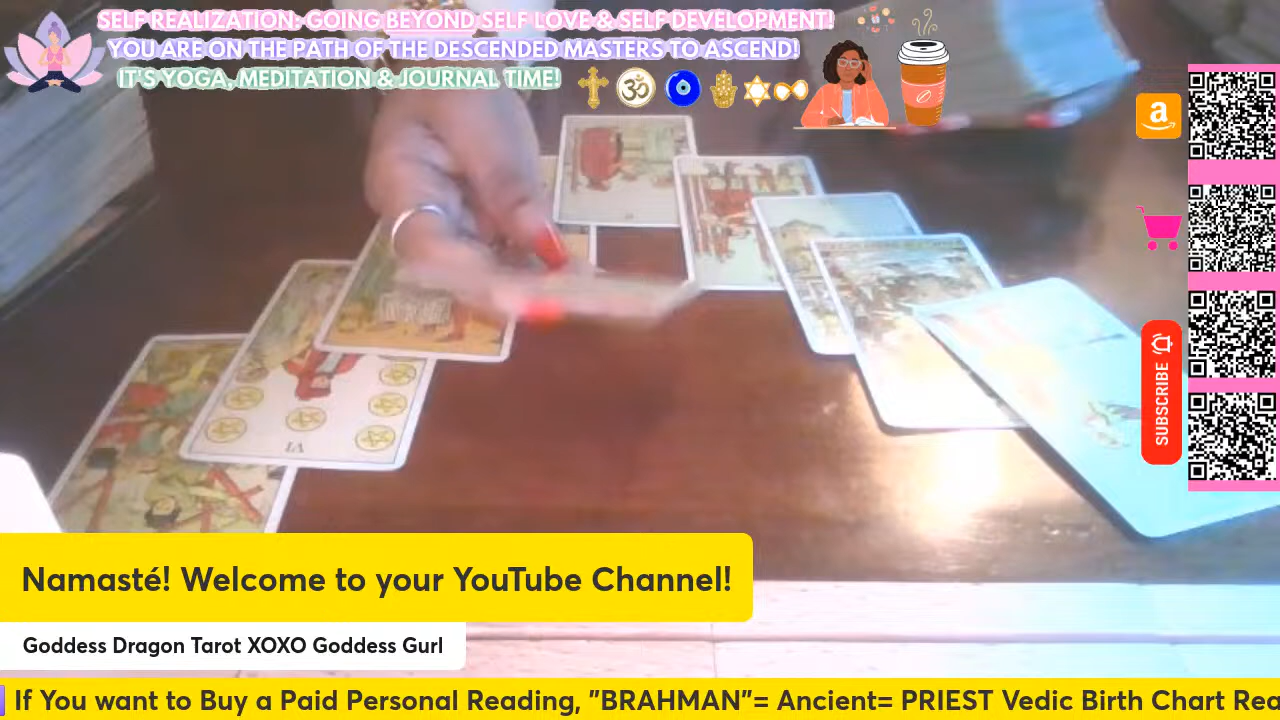 SELF REALIZATION: GOING BEYOND SELF LOVE & SELF DEVELOPMENT!
YOU ARE ON THE PATH OF THE DESCENDED MASTERS TO ASCEND!
IT'S YOGA, MEDITATION & JOURNAL TIME!
a
SUBSCRIBE
VI
Namasté! Welcome to your YouTube Channel!
Goddess Dragon Tarot XOXO Goddess Gurl
If You want to Buy a Paid Personal Reading, "BRAHMAN"= Ancient= PRIEST Vedic Birth Chart Rea